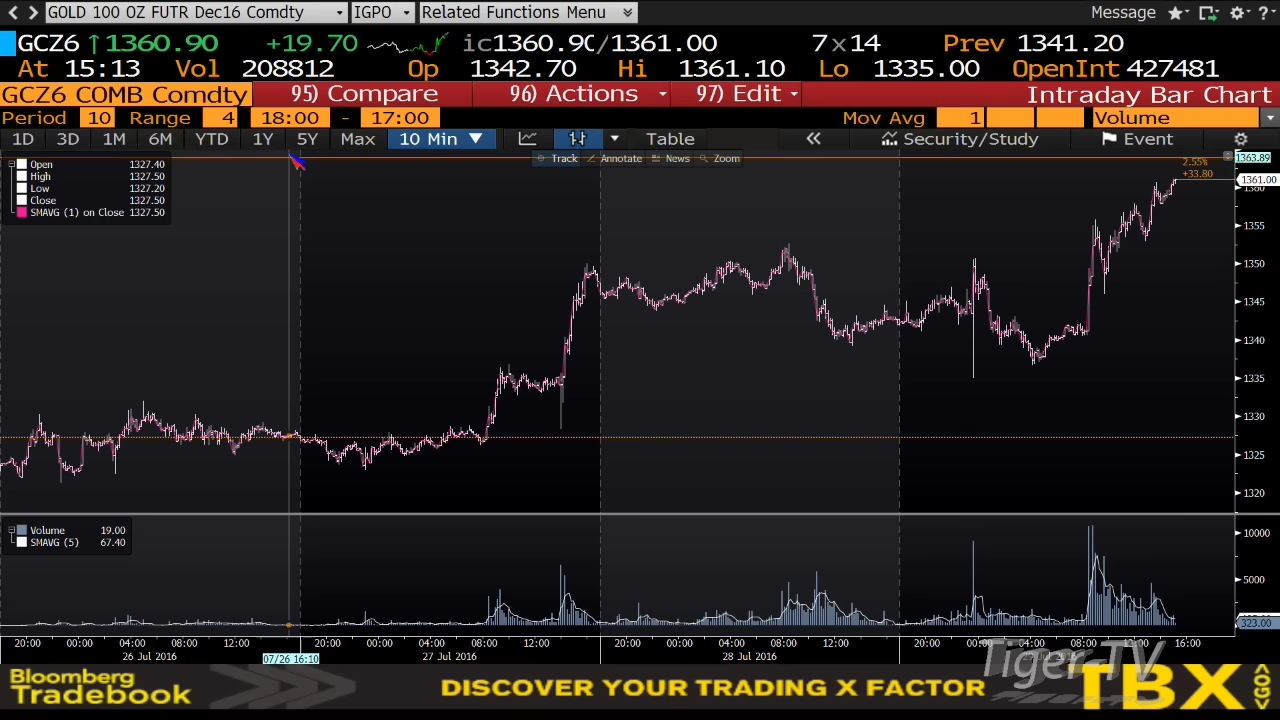 GOLD 100 OZ FUTR Dec16 Comdty IGPO Related Functions Menu Message ?
GCZ6 ↑1360.90 +19.70 ic1360.90/1361.00 7x14 Prev 1341.20
At 15:13 Vol 208812 Op 1342.70 Hi 1361.10 Lo 1335.00 OpenInt 427481
GCZ6 COMB Comdty 95) Compare 96) Actions 97) Edit Intraday Bar Chart
Period 10 Range 4 18:00 - 17:00 Mov Avg 1 Volume
1D 3D 1M 6M YTD 1Y 5Y Max 10 Min ▼ Table « Security/Study Event
Track Annotate News Zoom
Open 1327.40
High 1327.50
Low 1327.20
Close 1327.50
SMAVG (1) on Close 1327.50
2.55%
+33.80
1363.89
1361.00
1360
1355
1350
1345
1340
1335
1330
1325
1320
Volume 19.00
SMAVG (5) 67.40
10000
5000
323.00
20:00 00:00 04:00 08:00 12:00 20:00 00:00 04:00 08:00 12:00 20:00 00:00 04:00 08:00 12:00 20:00 00:00 04:00 08:00 12:00 16:00
26 Jul 2016 07/26 16:10 27 Jul 2016 28 Jul 2016
Tiger-TV
Bloomberg
Tradebook
DISCOVER YOUR TRADING X FACTOR
TBX
<GO>